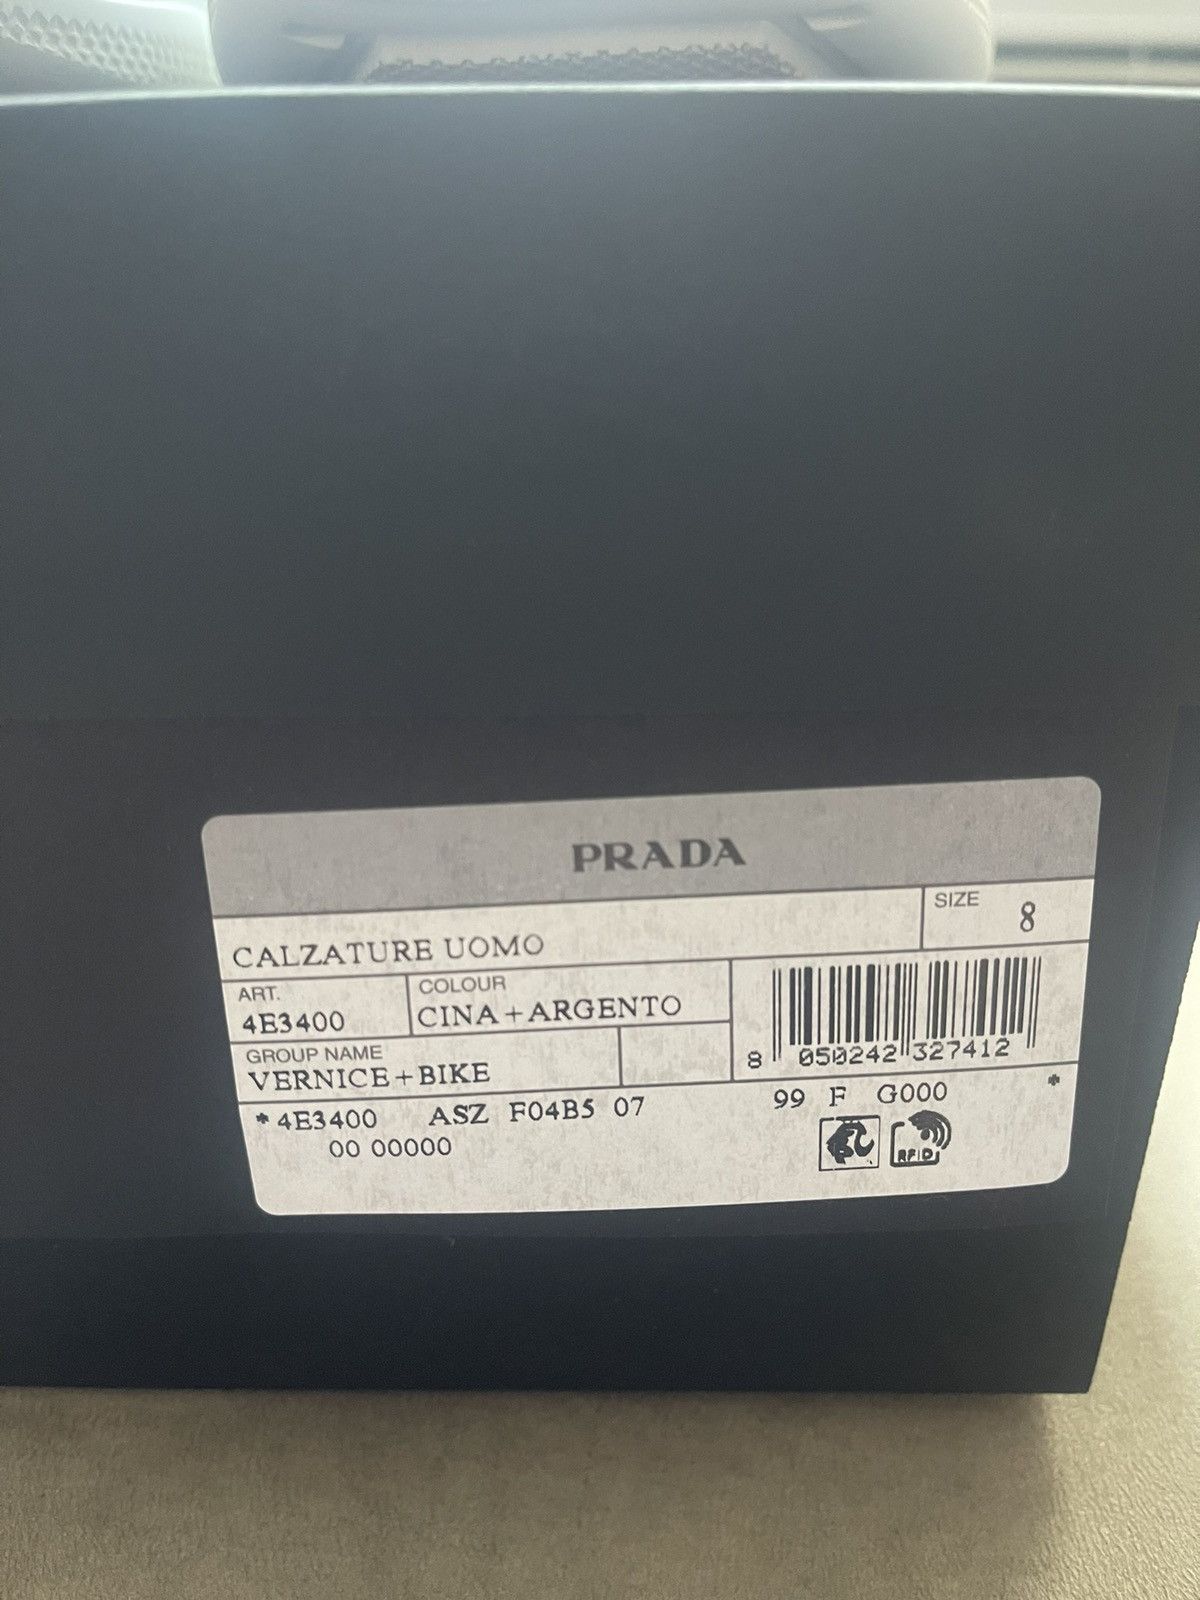 PRADA
SIZE 8
CALZATURE UOMO
ART. COLOUR
4E3400 CINA+ARGENTO
GROUP NAME
VERNICE+BIKE
8 050242 327412
*4E3400 ASZ F04B5 07 99 F G000 *
00 00000
RFID